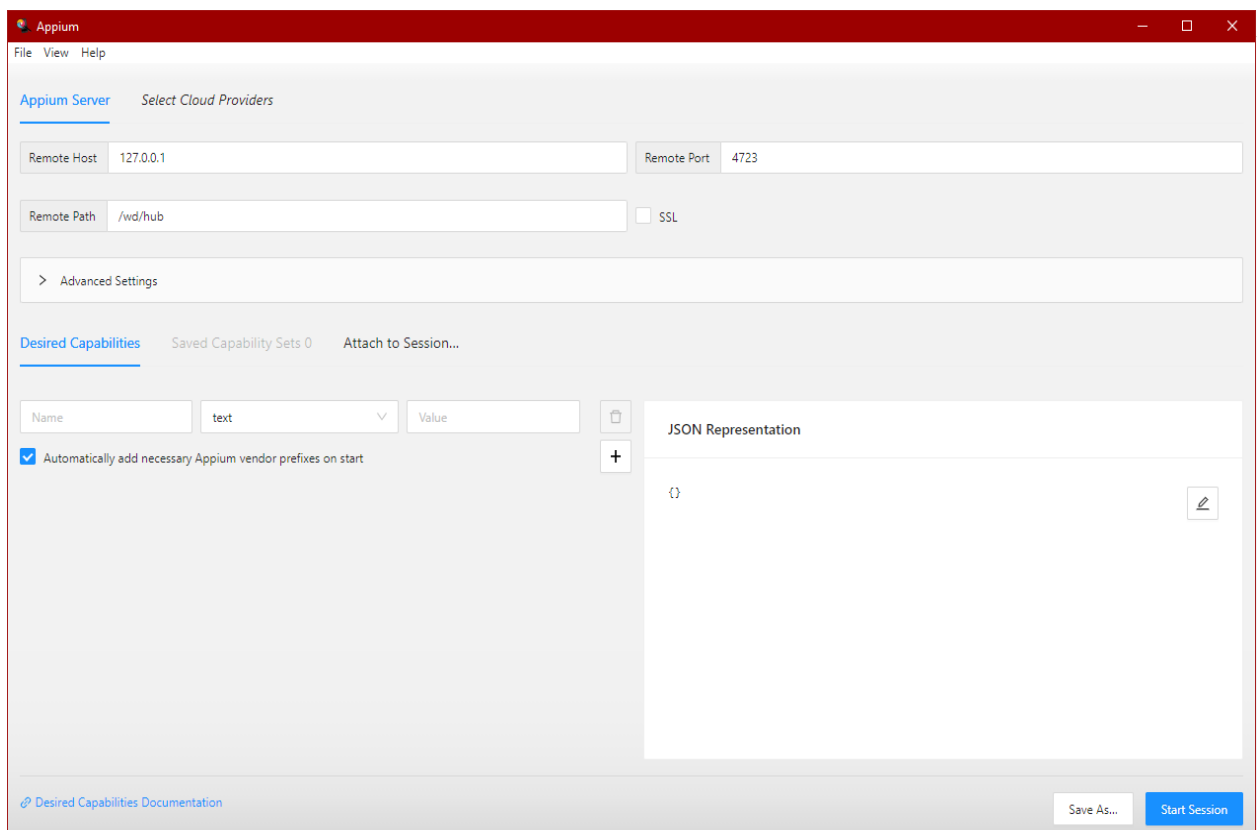 Appium
File View Help
Appium Server Select Cloud Providers
Remote Host 127.0.0.1 Remote Port 4723
Remote Path /wd/hub SSL
Advanced Settings
Desired Capabilities Saved Capability Sets 0 Attach to Session...
Name text Value
JSON Representation
Automatically add necessary Appium vendor prefixes on start
{}
Desired Capabilities Documentation
Save As... Start Session